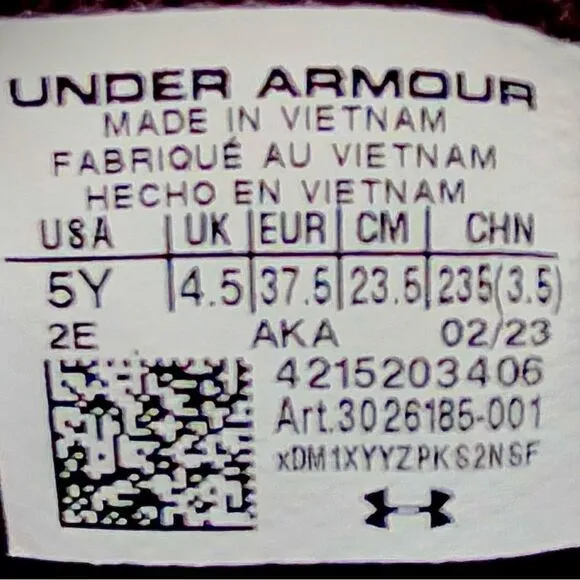 UNDER ARMOUR
MADE IN VIETNAM
FABRIQUÉ AU VIETNAM
HECHO EN VIETNAM
USA | UK | EUR | CM | CHN
5Y | 4.5 | 37.5 | 23.5 | 235(3.5)
2E AKA 02/23
4215203406
Art.3026185-001
xDM1XYYZPKS2NSF